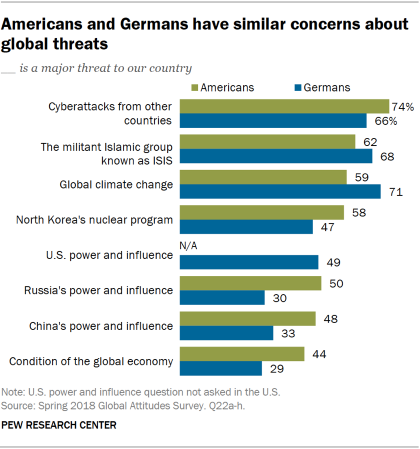 Americans and Germans have similar concerns about
global threats
__ is a major threat to our country
Americans Germans
Cyberattacks from other
countries
74%
66%
The militant Islamic group
known as ISIS
62
68
Global climate change
59
71
North Korea's nuclear program
58
47
U.S. power and influence
N/A
49
Russia's power and influence
50
30
China's power and influence
48
33
Condition of the global economy
44
29
Note: U.S. power and influence question not asked in the U.S.
Source: Spring 2018 Global Attitudes Survey. Q22a-h.
PEW RESEARCH CENTER